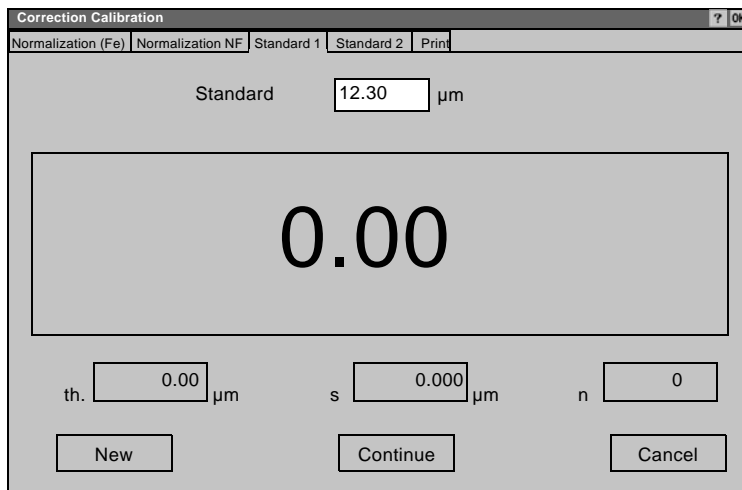 Correction Calibration ? OK
Normalization (Fe) Normalization NF Standard 1 Standard 2 Print
Standard 12.30 µm
0.00
th. 0.00 µm s 0.000 µm n 0
New Continue Cancel